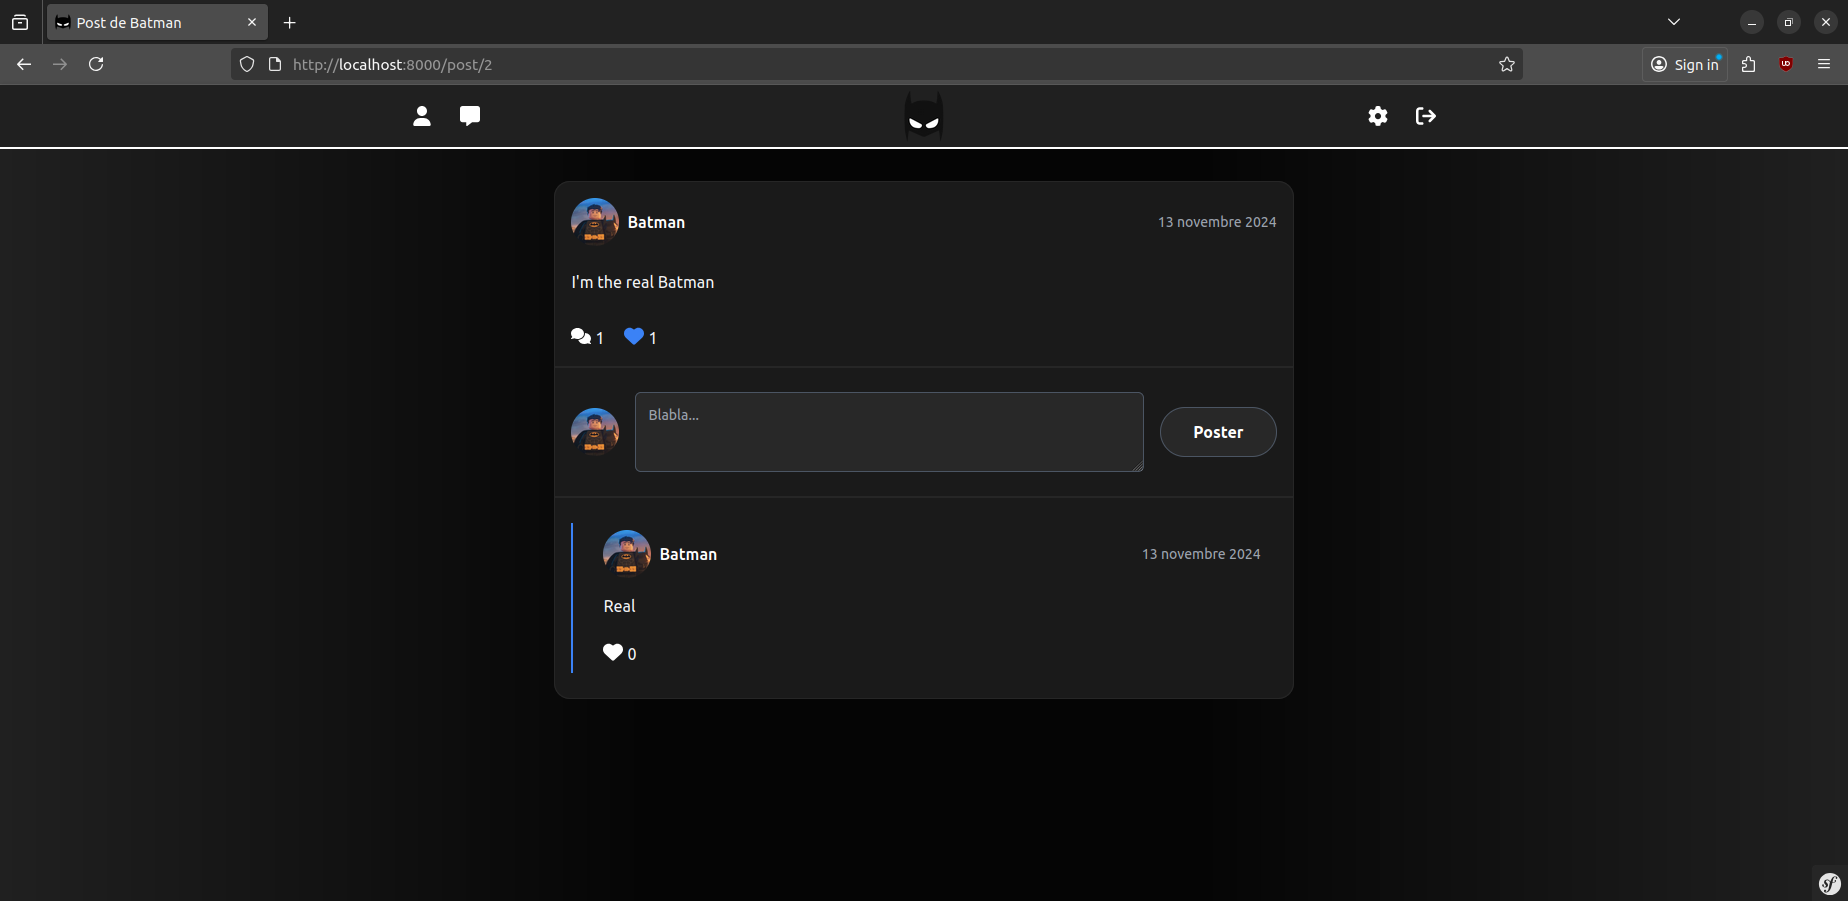 Post de Batman
http://localhost:8000/post/2
Sign in
Batman
13 novembre 2024
I'm the real Batman
1
1
Blabla...
Poster
Batman
13 novembre 2024
Real
0
sf